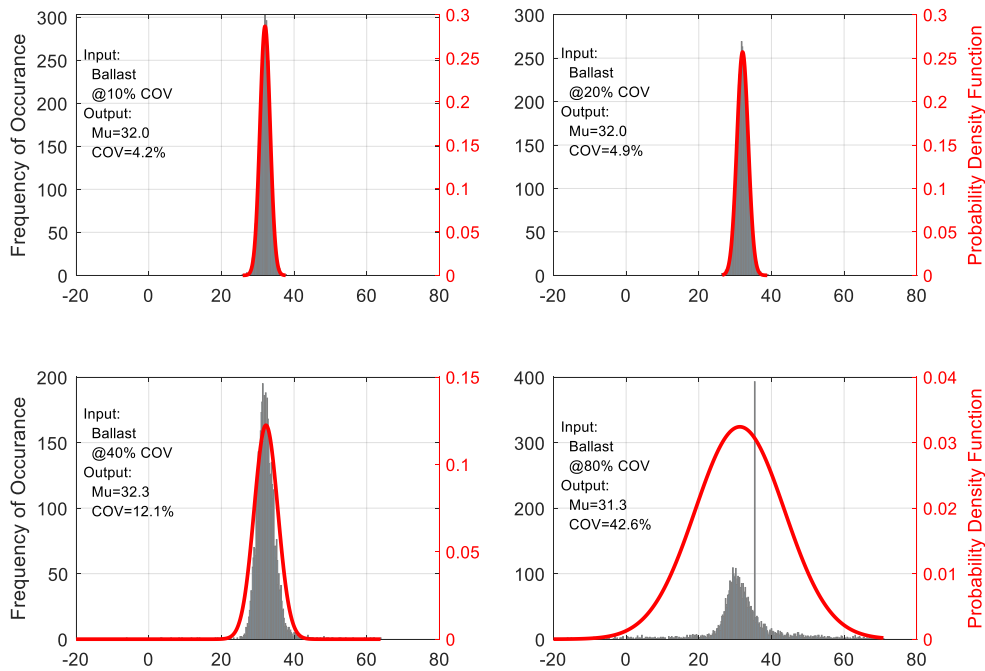 Frequency of Occurance
300
250
200
150
100
50
0
-20
0
20
40
60
80
0.3
0.25
0.2
0.15
0.1
0.05
0
Input:
Ballast
@10% COV
Output:
Mu=32.0
COV=4.2%
300
250
200
150
100
50
0
-20
0
20
40
60
80
0.3
0.25
0.2
0.15
0.1
0.05
0
Probability Density Function
Input:
Ballast
@20% COV
Output:
Mu=32.0
COV=4.9%
Frequency of Occurance
200
150
100
50
0
-20
0
20
40
60
80
0.15
0.1
0.05
0
Input:
Ballast
@40% COV
Output:
Mu=32.3
COV=12.1%
400
300
200
100
0
-20
0
20
40
60
80
0.04
0.03
0.02
0.01
0
Probability Density Function
Input:
Ballast
@80% COV
Output:
Mu=31.3
COV=42.6%